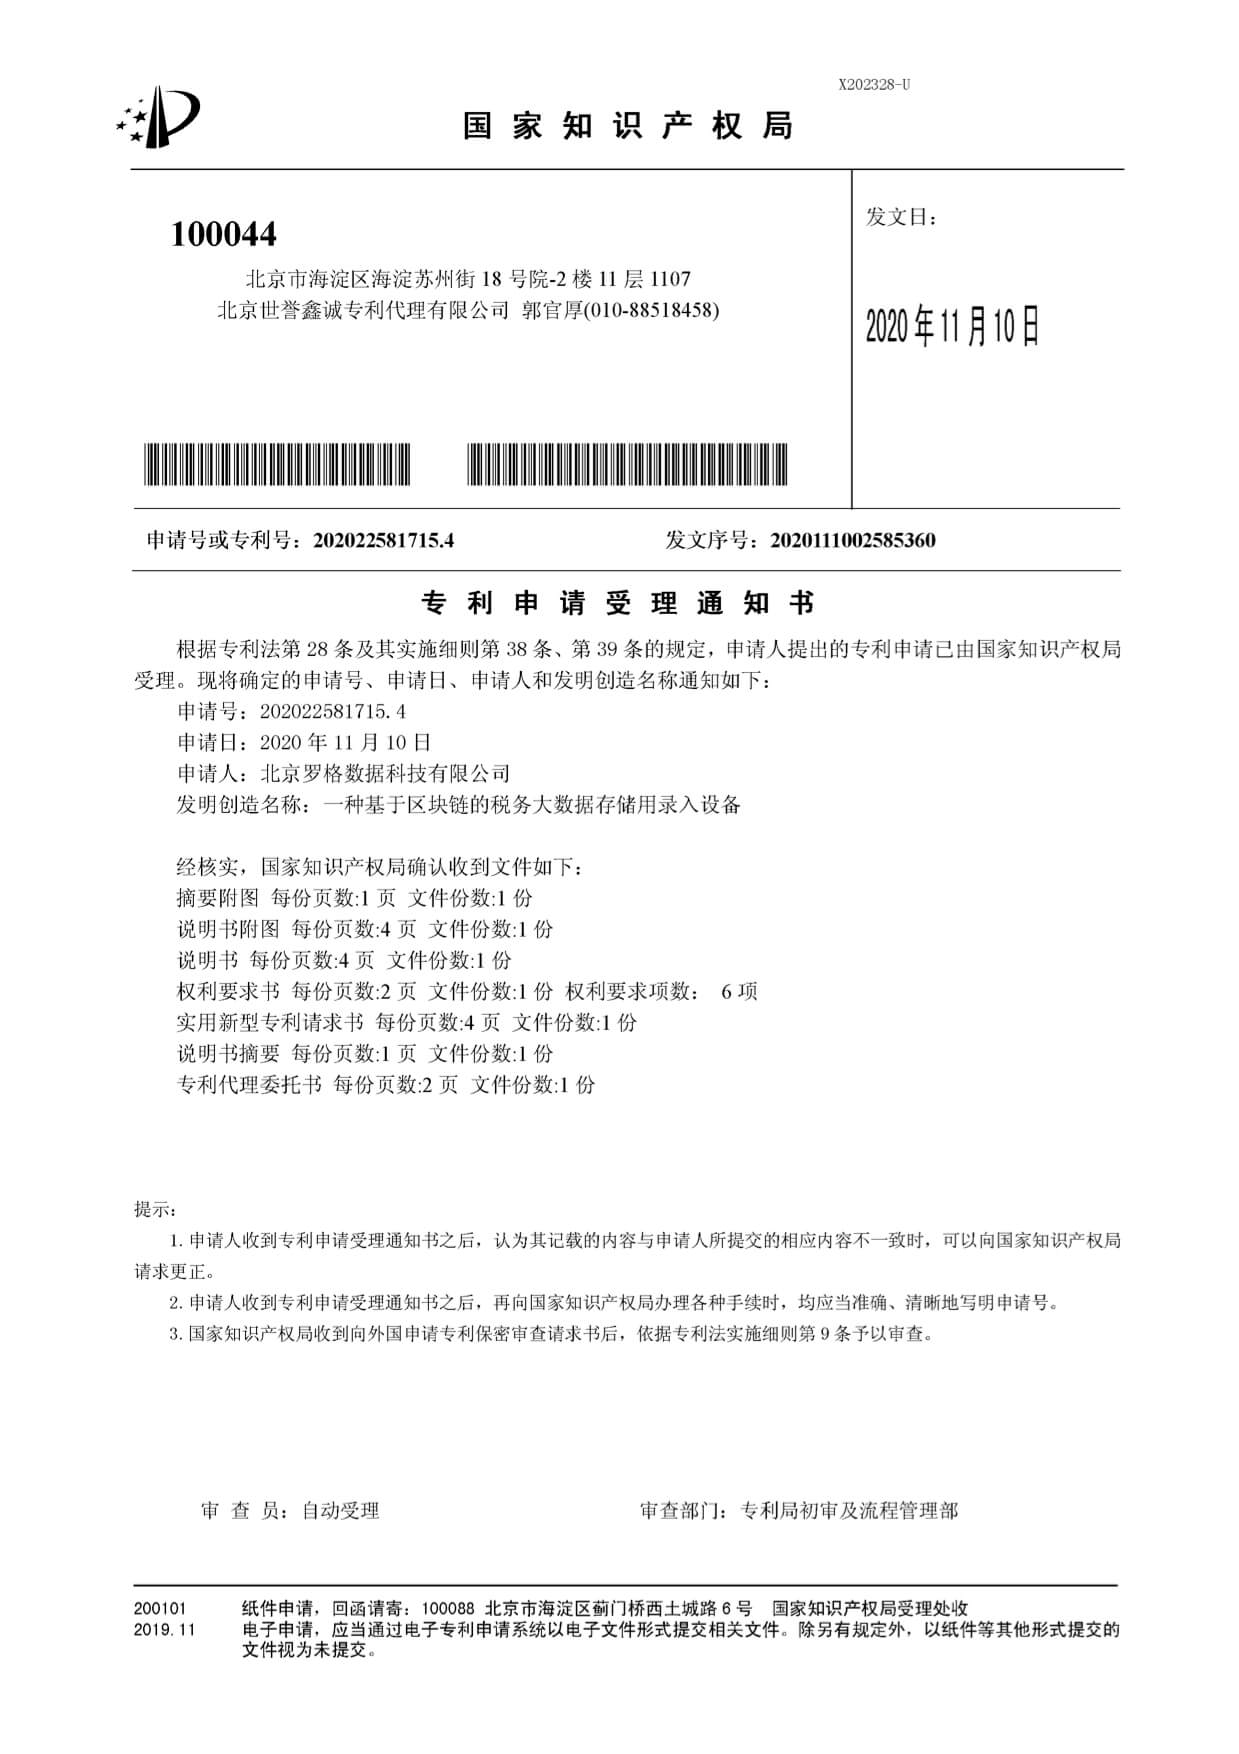 X202328-U
国家知识产权局
100044
北京市海淀区海淀苏州街 18 号院-2 楼 11 层 1107
北京世誉鑫诚专利代理有限公司 郭官厚(010-88518458)
发文日：
2020年11月10日
申请号或专利号：202022581715.4
发文序号：2020111002585360
专利申请受理通知书
根据专利法第 28 条及其实施细则第 38 条、第 39 条的规定，申请人提出的专利申请已由国家知识产权局
受理。现将确定的申请号、申请日、申请人和发明创造名称通知如下：
申请号：202022581715.4
申请日：2020 年 11 月 10 日
申请人：北京罗格数据科技有限公司
发明创造名称：一种基于区块链的税务大数据存储用录入设备
经核实，国家知识产权局确认收到文件如下：
摘要附图 每份页数:1 页 文件份数:1 份
说明书附图 每份页数:4 页 文件份数:1 份
说明书 每份页数:4 页 文件份数:1 份
权利要求书 每份页数:2 页 文件份数:1 份 权利要求项数： 6 项
实用新型专利请求书 每份页数:4 页 文件份数:1 份
说明书摘要 每份页数:1 页 文件份数:1 份
专利代理委托书 每份页数:2 页 文件份数:1 份
提示：
1. 申请人收到专利申请受理通知书之后，认为其记载的内容与申请人所提交的相应内容不一致时，可以向国家知识产权局
请求更正。
2. 申请人收到专利申请受理通知书之后，再向国家知识产权局办理各种手续时，均应当准确、清晰地写明申请号。
3. 国家知识产权局收到向外国申请专利保密审查请求书后，依据专利法实施细则第 9 条予以审查。
审 查 员：自动受理
审查部门：专利局初审及流程管理部
200101 纸件申请，回函请寄：100088 北京市海淀区蓟门桥西土城路 6 号 国家知识产权局受理处收
2019.11 电子申请，应当通过电子专利申请系统以电子文件形式提交相关文件。除另有规定外，以纸件等其他形式提交的
文件视为未提交。